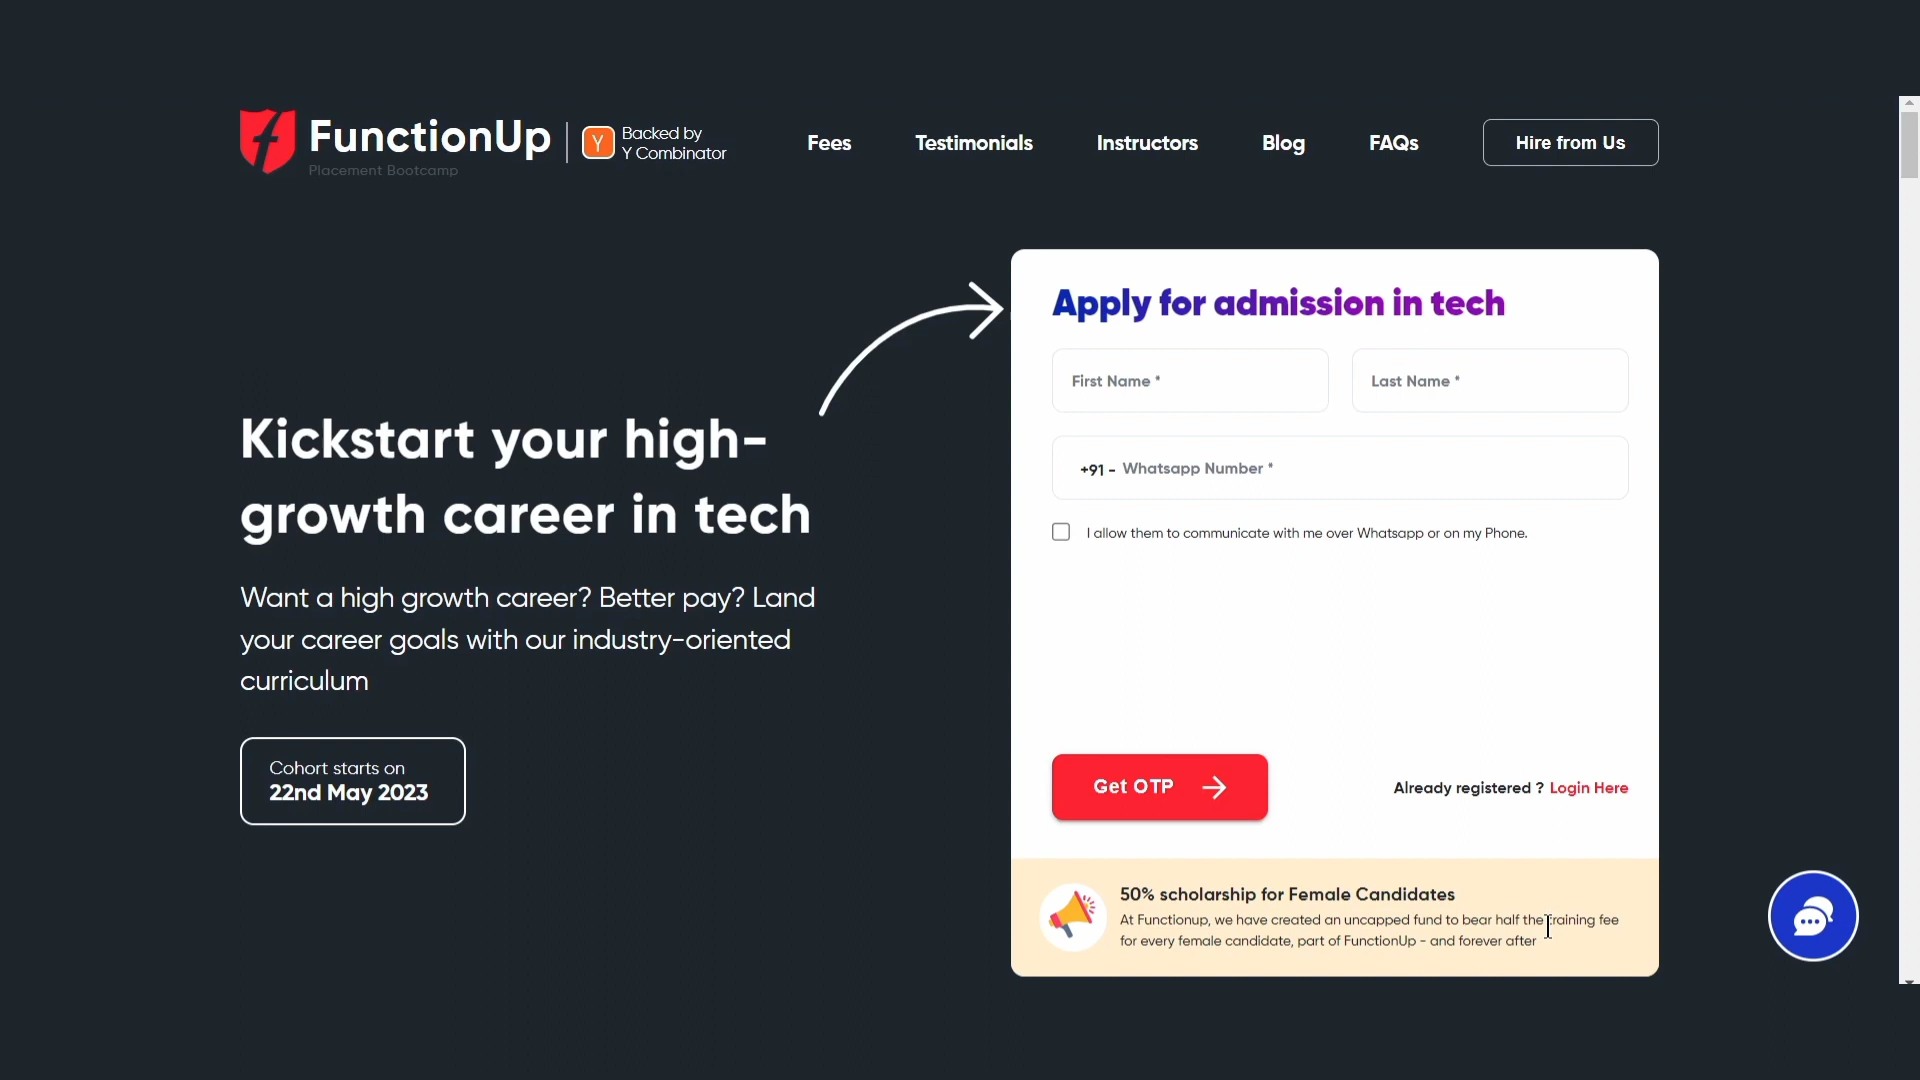 FunctionUp
Placement Bootcamp
Y
Backed by
Y Combinator
Fees
Testimonials
Instructors
Blog
FAQs
Hire from Us
Kickstart your high-
growth career in tech
Want a high growth career? Better pay? Land
your career goals with our industry-oriented
curriculum
Cohort starts on
22nd May 2023
Apply for admission in tech
First Name *
Last Name *
+91 - Whatsapp Number *
I allow them to communicate with me over Whatsapp or on my Phone.
Get OTP
Already registered ? Login Here
50% scholarship for Female Candidates
At Functionup, we have created an uncapped fund to bear half the training fee
for every female candidate, part of FunctionUp - and forever after